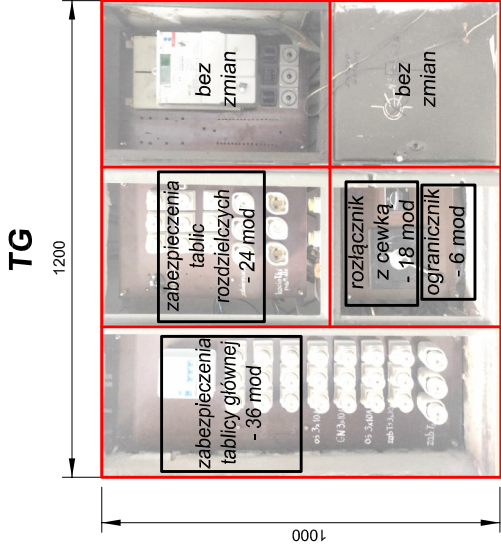 TG
1200
bez
zmian
bez
zmian
zabezpieczenia
tablic
rozdzielczych
- 24 mod
rozłącznik
z cewką
- 18 mod
ogranicznik
- 6 mod
zabezpieczenia
tablicy głównej
- 36 mod
1000